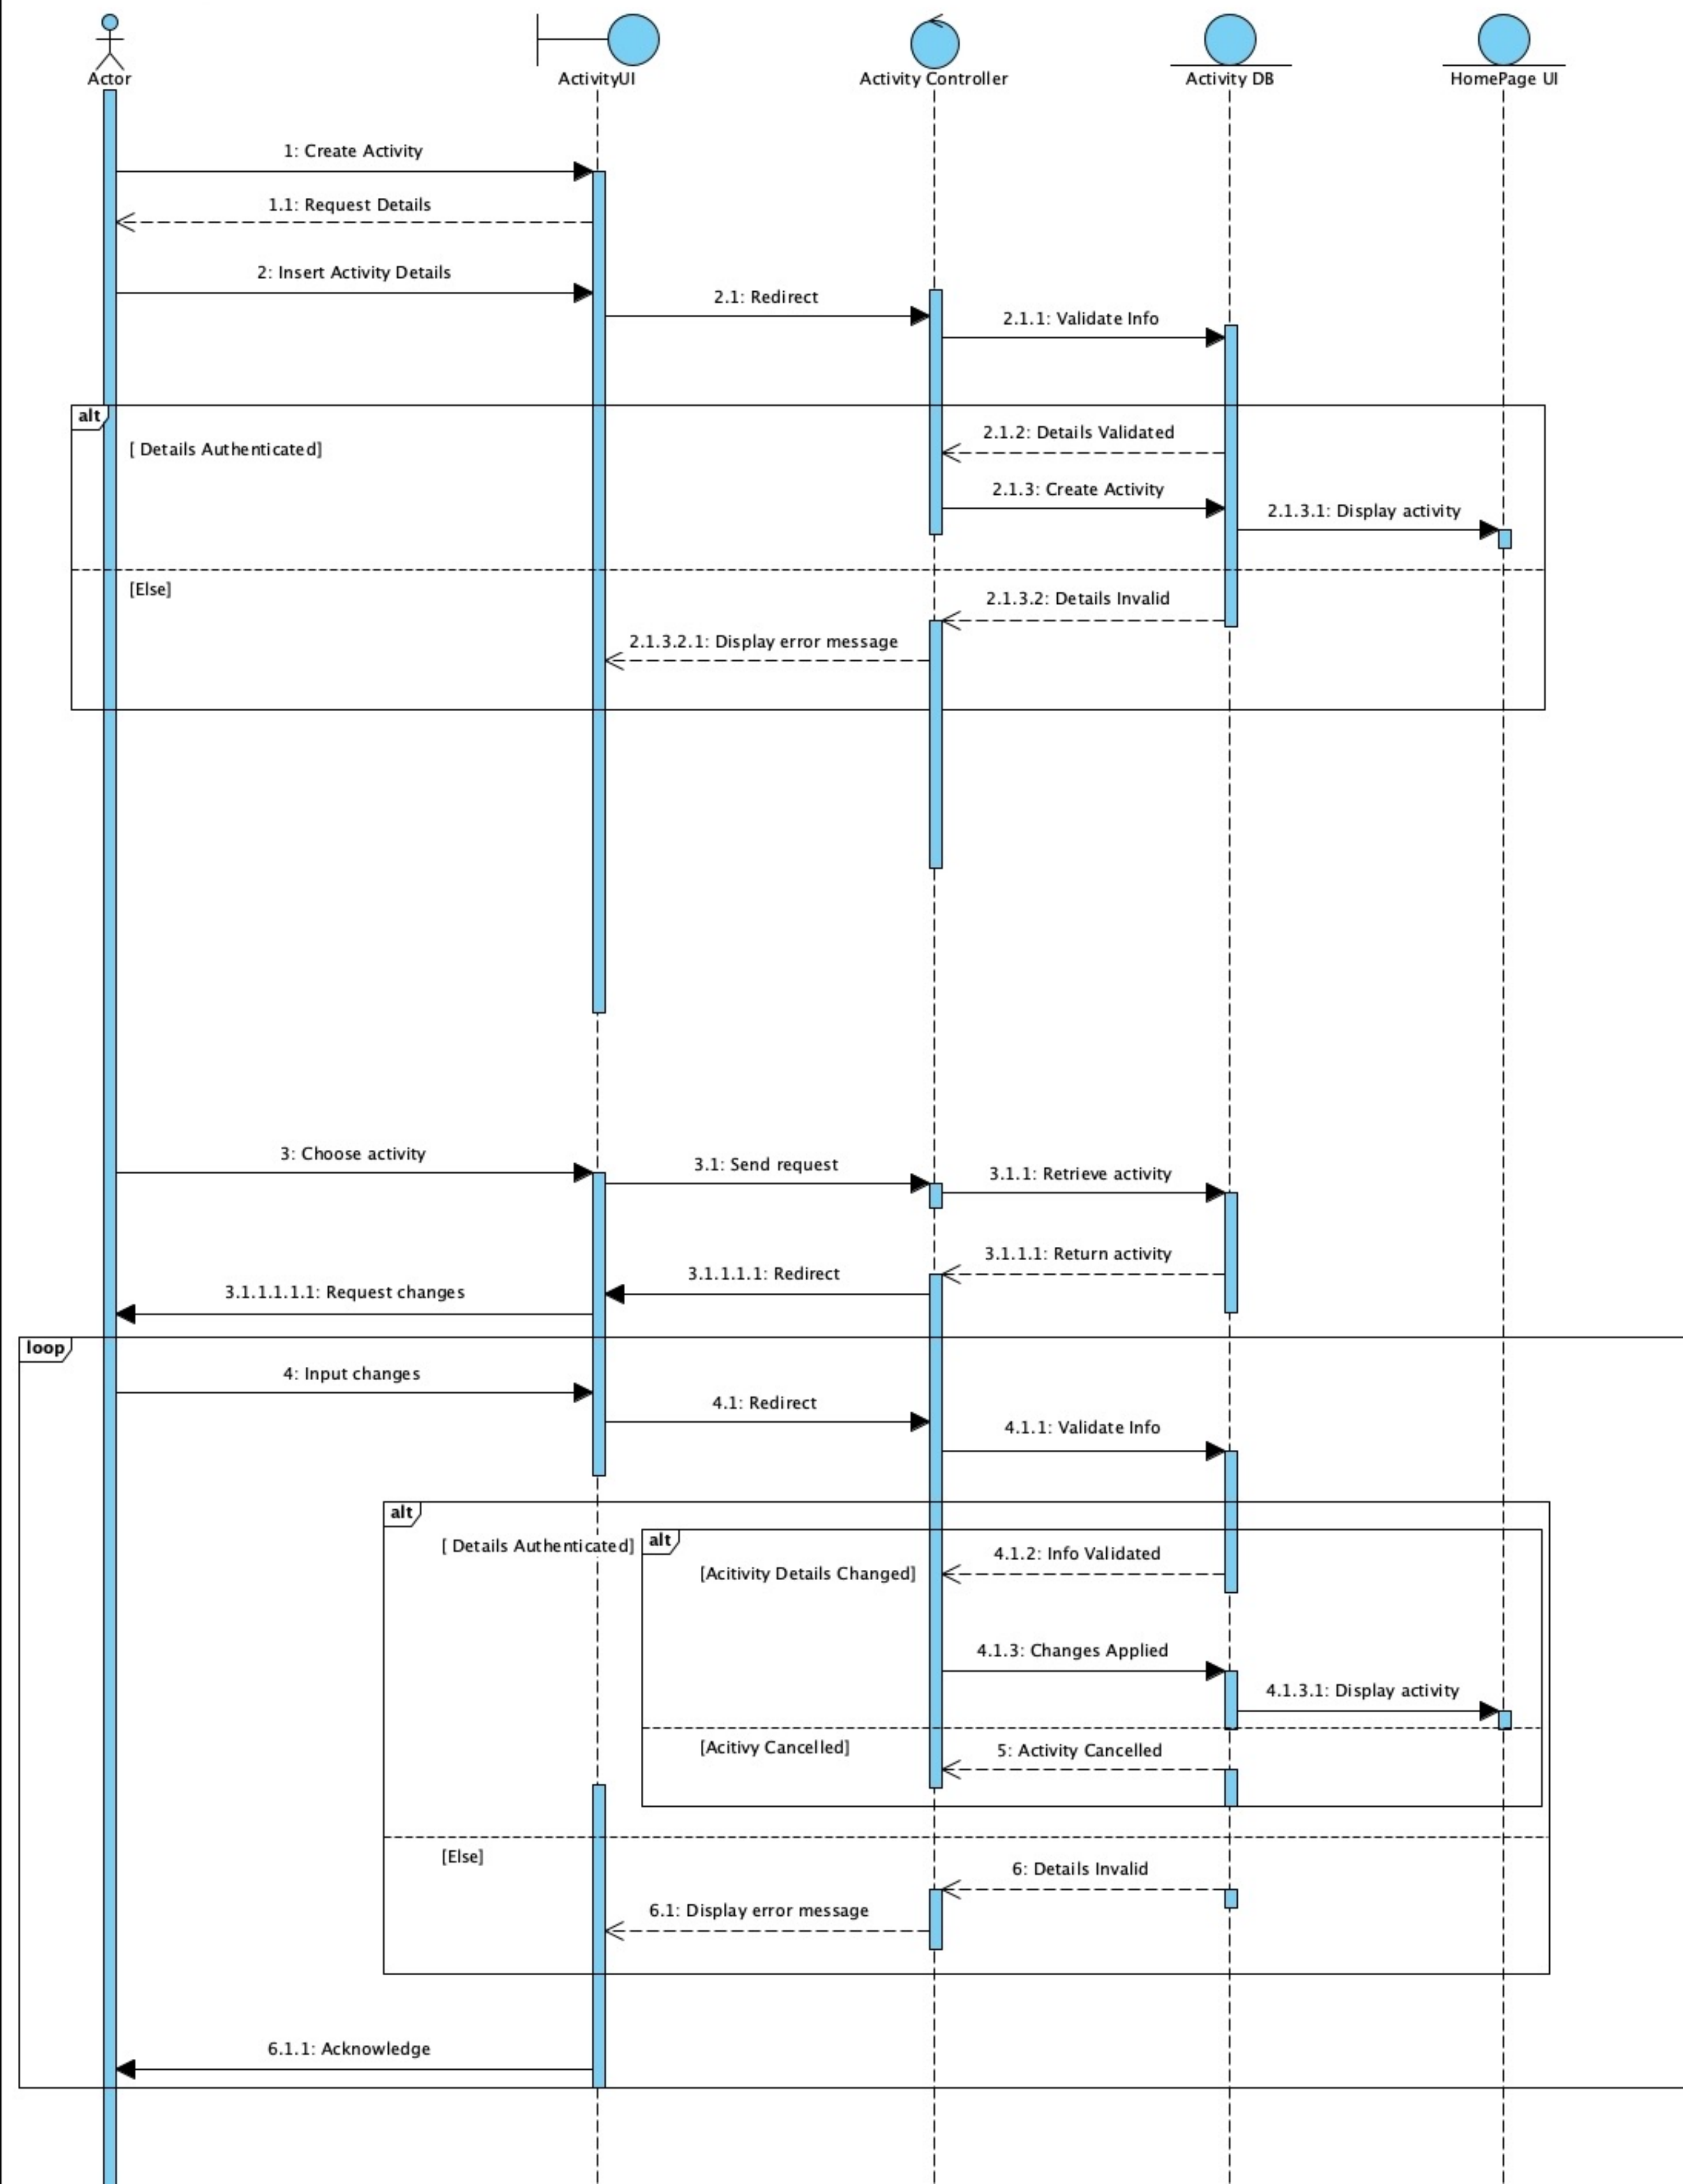 Actor
ActivityUI
Activity Controller
Activity DB
HomePage UI
1: Create Activity
1.1: Request Details
2: Insert Activity Details
2.1: Redirect
2.1.1: Validate Info
alt
[ Details Authenticated]
2.1.2: Details Validated
2.1.3: Create Activity
2.1.3.1: Display activity
[Else]
2.1.3.2: Details Invalid
2.1.3.2.1: Display error message
3: Choose activity
3.1: Send request
3.1.1: Retrieve activity
3.1.1.1: Return activity
3.1.1.1.1: Redirect
3.1.1.1.1.1: Request changes
loop
4: Input changes
4.1: Redirect
4.1.1: Validate Info
alt
[ Details Authenticated]
alt
[Acitivity Details Changed]
4.1.2: Info Validated
4.1.3: Changes Applied
4.1.3.1: Display activity
[Acitivy Cancelled]
5: Activity Cancelled
[Else]
6: Details Invalid
6.1: Display error message
6.1.1: Acknowledge